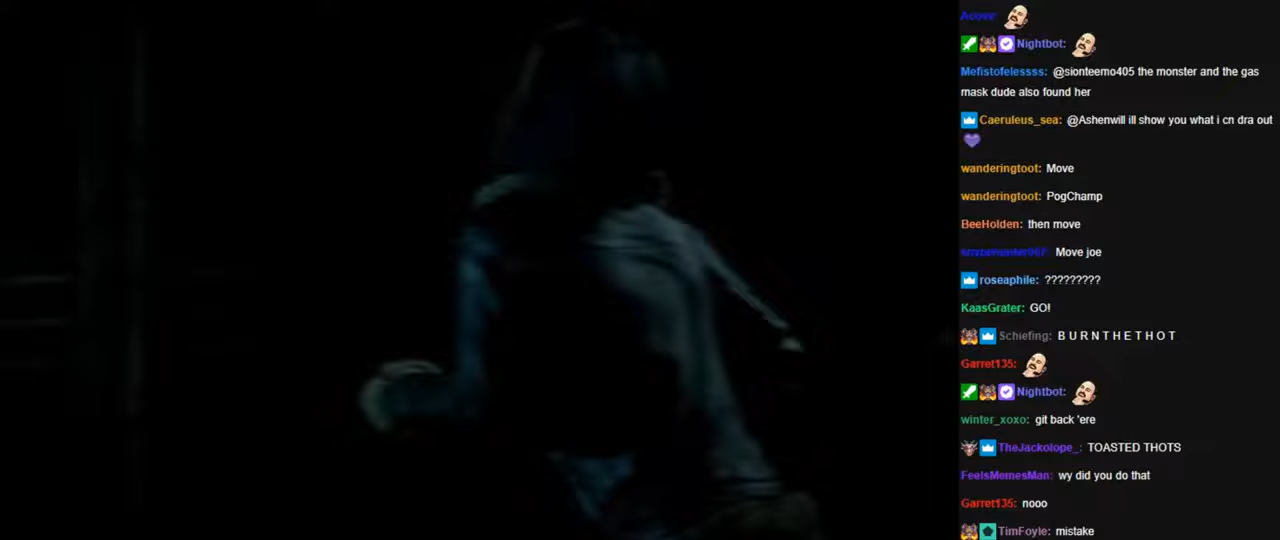 Acove:
Nightbot:
Mefistofelessss: @sionteemo405 the monster and the gas
mask dude also found her
Caeruleus_sea: @Ashenwill ill show you what i cn dra out
wanderingtoot: Move
wanderingtoot: PogChamp
BeeHolden: then move
Move joe
roseaphile: ?????????
KaasGrater: GO!
Schiefing: B U R N T H E T H O T
Garret135:
Nightbot:
winter_xoxo: git back 'ere
TheJackolope_: TOASTED THOTS
FeelsMemesMan: wy did you do that
Garret135: nooo
TimFoyle: mistake